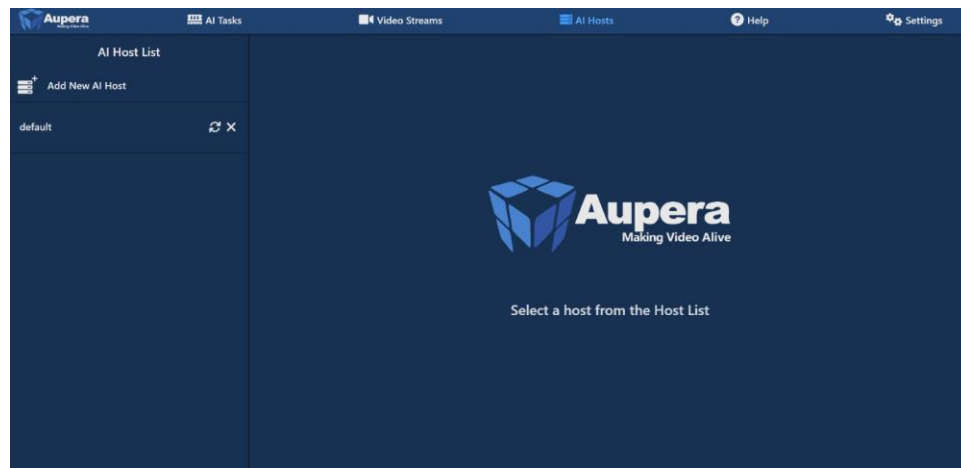 Aupera
AI Tasks
Video Streams
AI Hosts
Help
Settings
AI Host List
Add New AI Host
default
Aupera
Making Video Alive
Select a host from the Host List